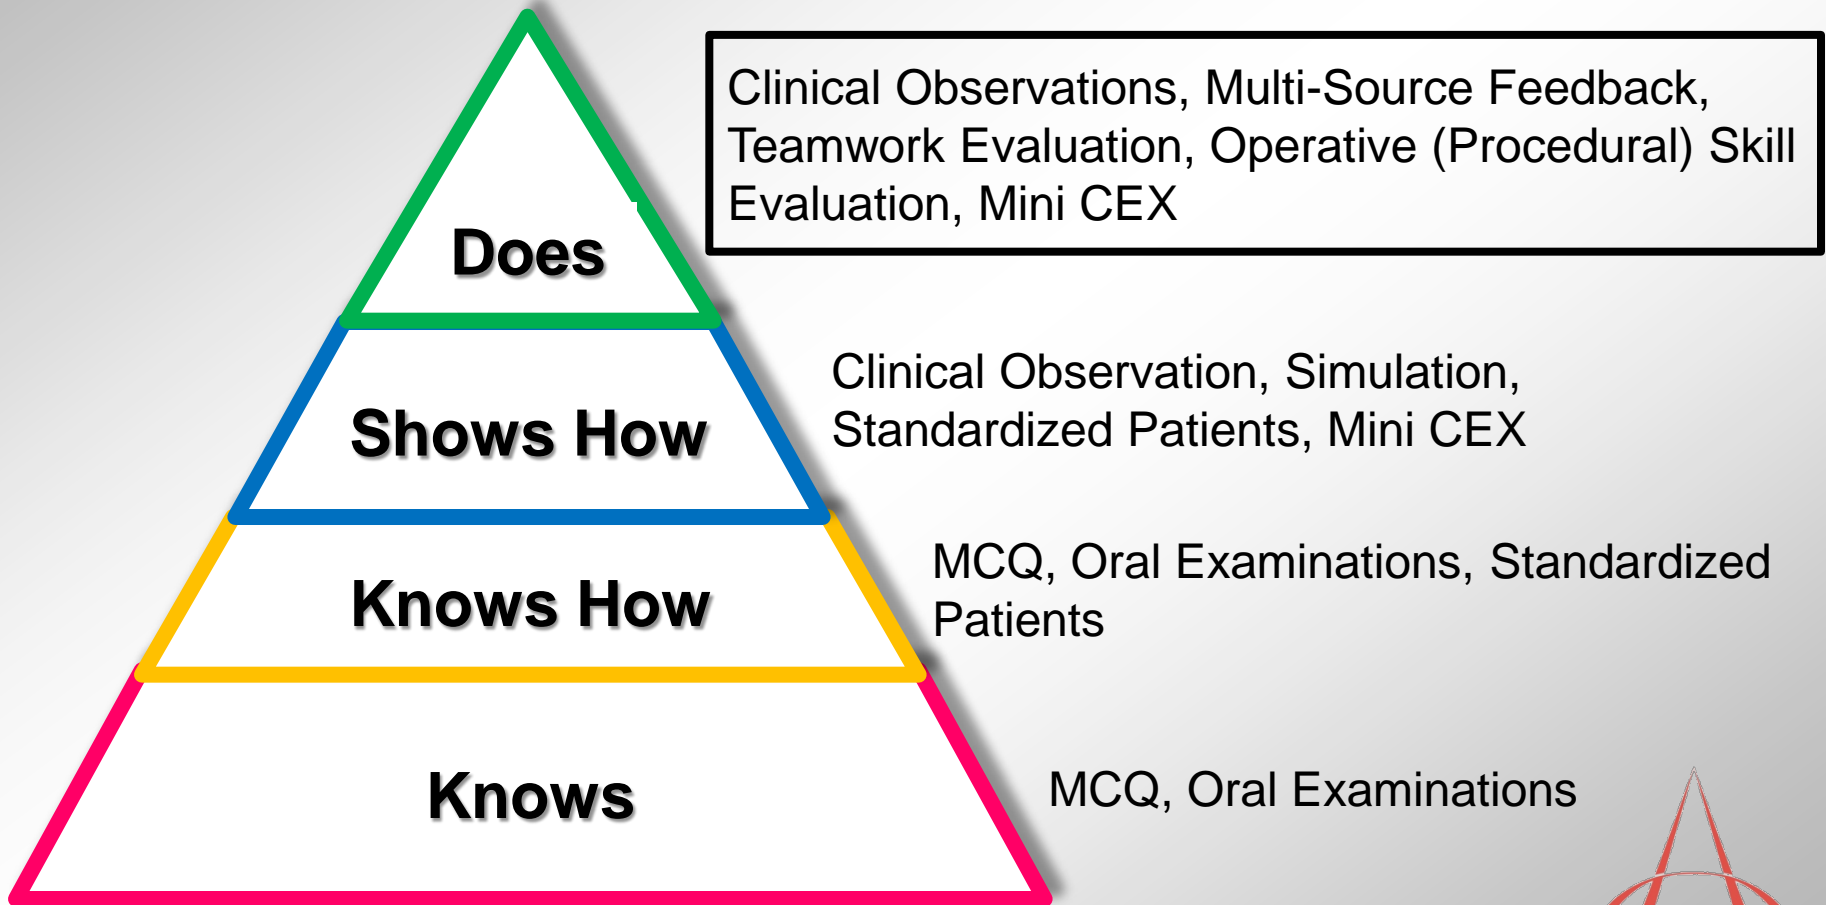 Clinical Observations, Multi-Source Feedback,
Teamwork Evaluation, Operative (Procedural) Skill
Evaluation, Mini CEX
Does
Clinical Observation, Simulation,
Standardized Patients, Mini CEX
Shows How
MCQ, Oral Examinations, Standardized
Patients
Knows How
MCQ, Oral Examinations
Knows